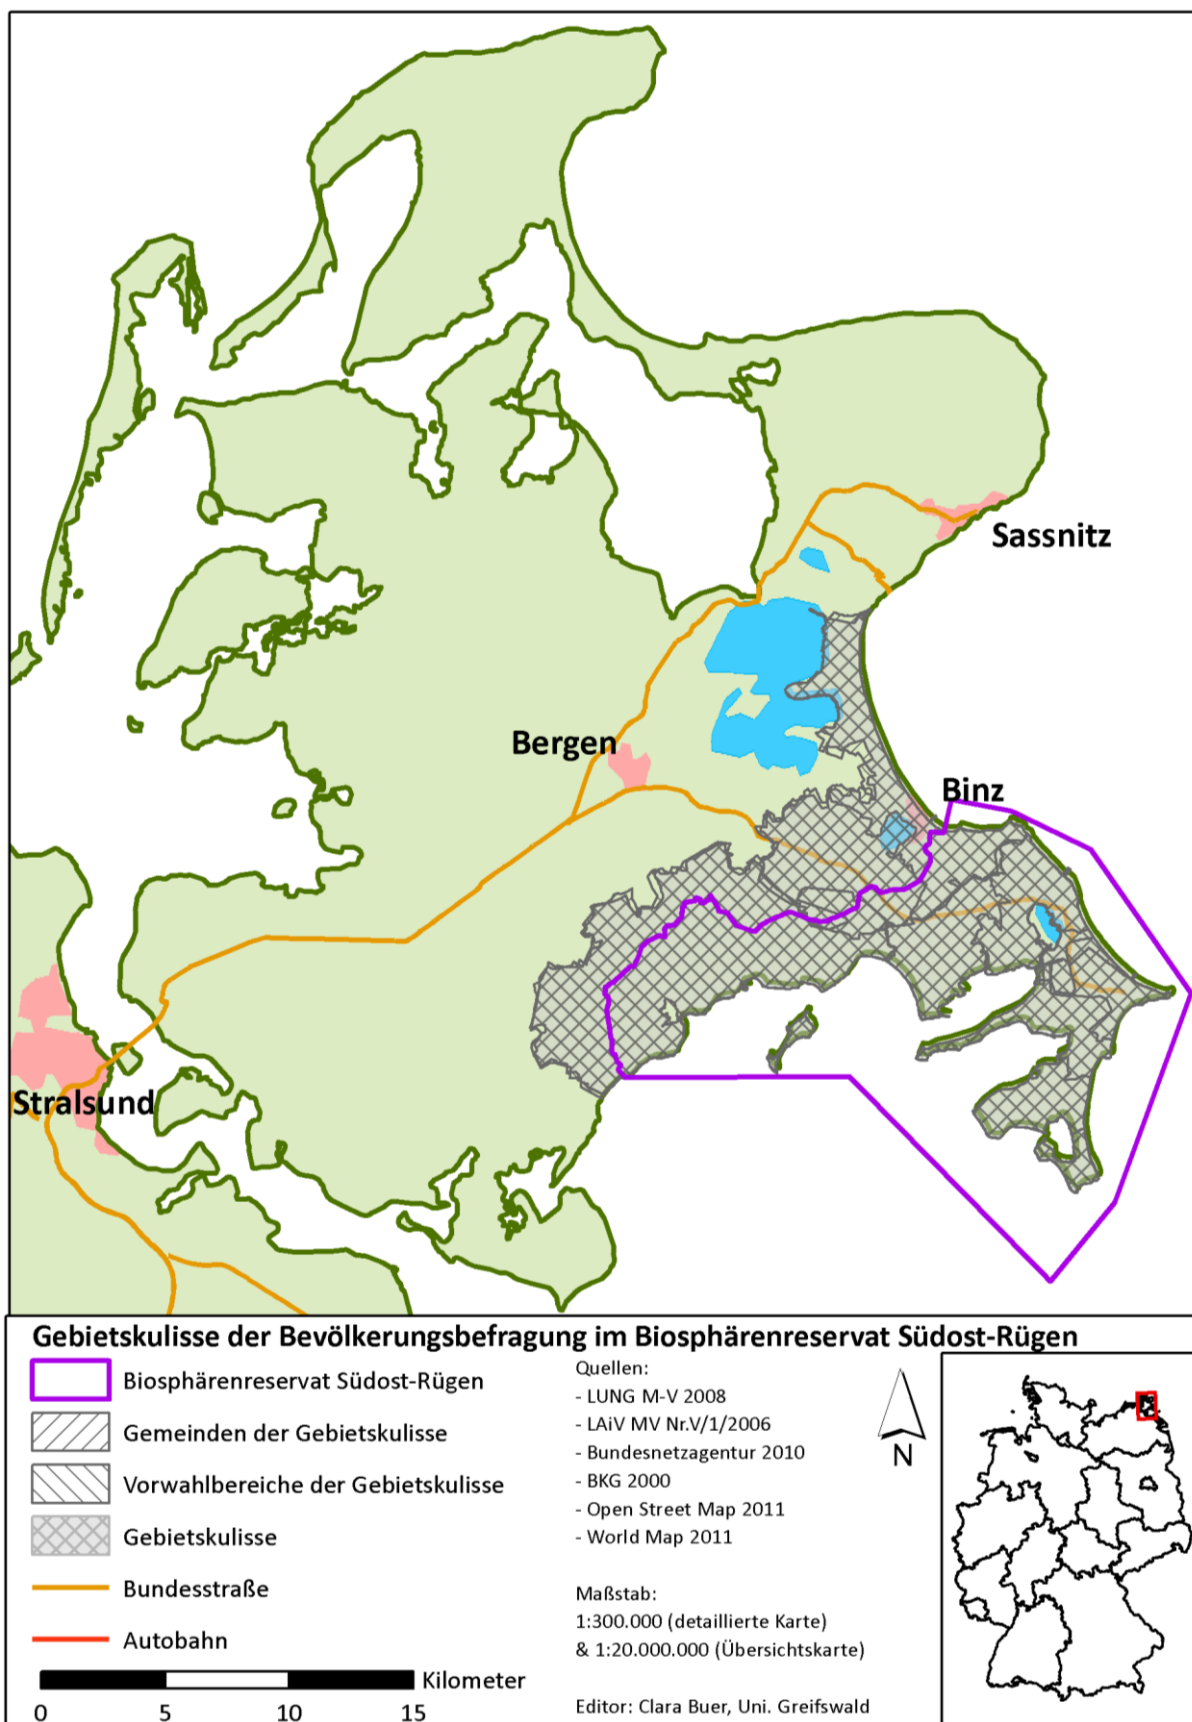 Sassnitz
Bergen
Binz
Stralsund
Gebietskulisse der Bevölkerungsbefragung im Biosphärenreservat Südost-Rügen
Biosphärenreservat Südost-Rügen
Gemeinden der Gebietskulisse
Vorwahlbereiche der Gebietskulisse
Gebietskulisse
Bundesstraße
Autobahn
Kilometer
0 5 10 15
Quellen:
- LUNG M-V 2008
- LAiV MV Nr.V/1/2006
- Bundesnetzagentur 2010
- BKG 2000
- Open Street Map 2011
- World Map 2011
Maßstab:
1:300.000 (detaillierte Karte)
& 1:20.000.000 (Übersichtskarte)
Editor: Clara Buer, Uni. Greifswald
N